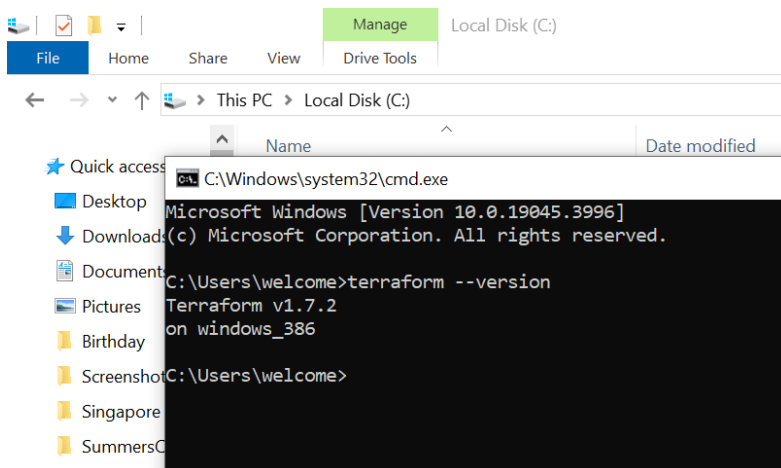 Manage
Local Disk (C:)
File
Home
Share
View
Drive Tools
This PC > Local Disk (C:)
Name
Date modified
Quick access
C:\Windows\system32\cmd.exe
Desktop
Downloads
Documents
Pictures
Birthday
Screenshot
Singapore
SummersC
Microsoft Windows [Version 10.0.19045.3996]
(c) Microsoft Corporation. All rights reserved.
C:\Users\welcome>terraform --version
Terraform v1.7.2
on windows_386
C:\Users\welcome>